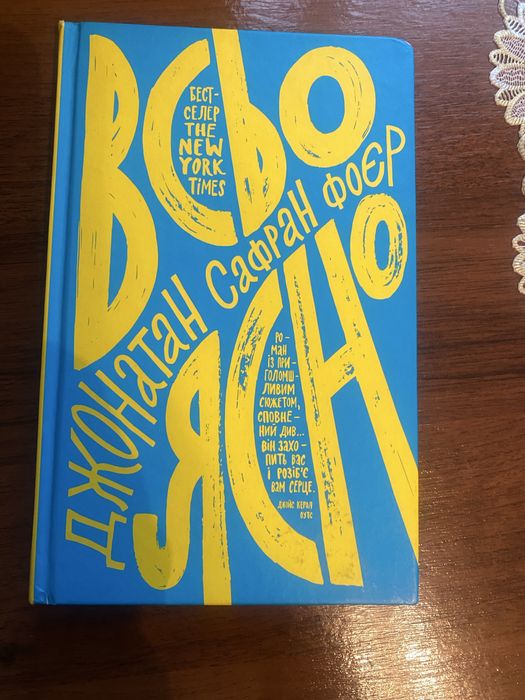 ВСЬО
БЕСТ-
СЕЛЕР
THE
NEW
YORK
TIMES
ДЖОНАТАН САФРАН ФОЄР
ЯСНО
РО-
МАН
ІЗ ПРИ-
ГОЛОМШ-
ЛИВИМ
СЮЖЕТОМ,
СПОВНЕ-
НИЙ ДИВ...
ВІН ЗАХО-
ПИТЬ ВАС
І РОЗІБ'Є
ВАМ СЕРЦЕ.
ДЖОЙС КЕРОЛ
ОУТС